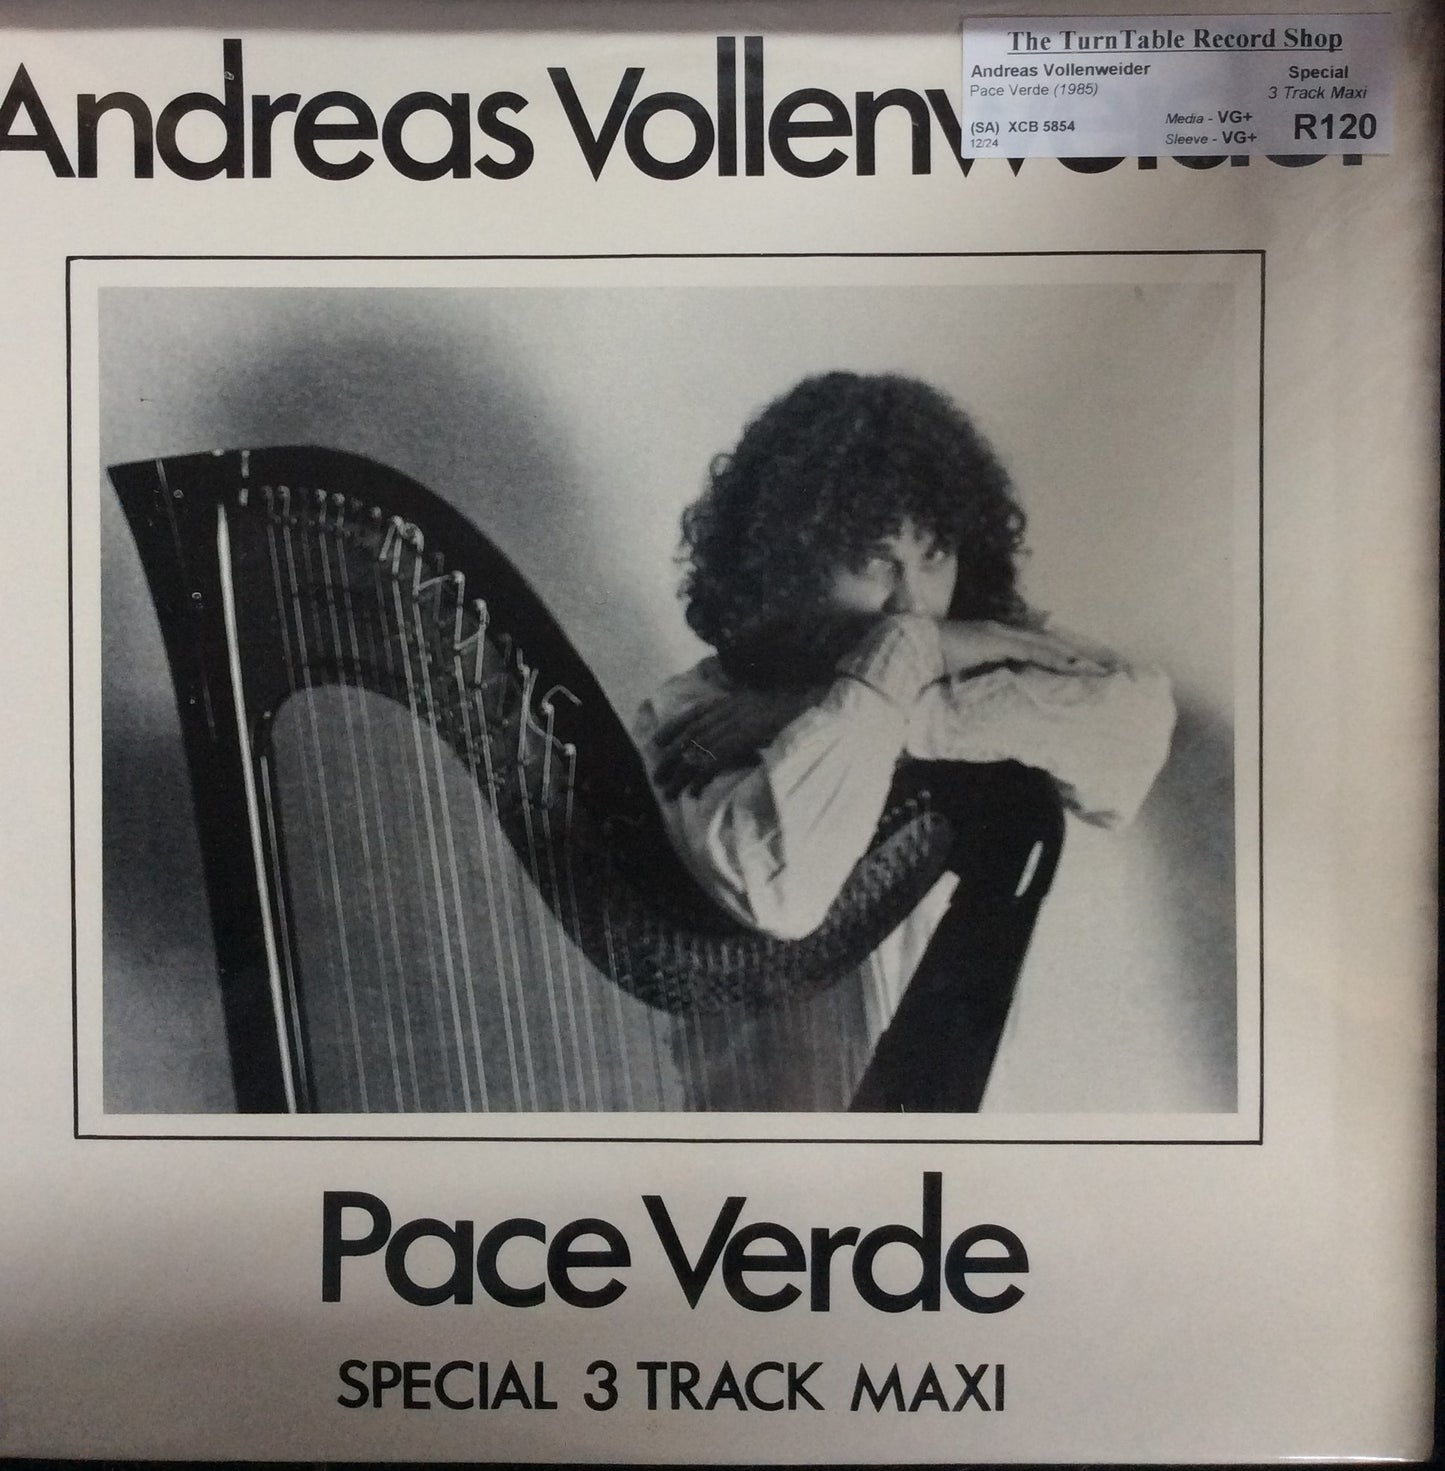 The TurnTable Record Shop
Andreas Vollenweider
Pace Verde (1985)
Special
3 Track Maxi
(SA) XCB 5854
12/24
Media - VG+
Sleeve - VG+
R120
Andreas Vollenweider
Pace Verde
SPECIAL 3 TRACK MAXI